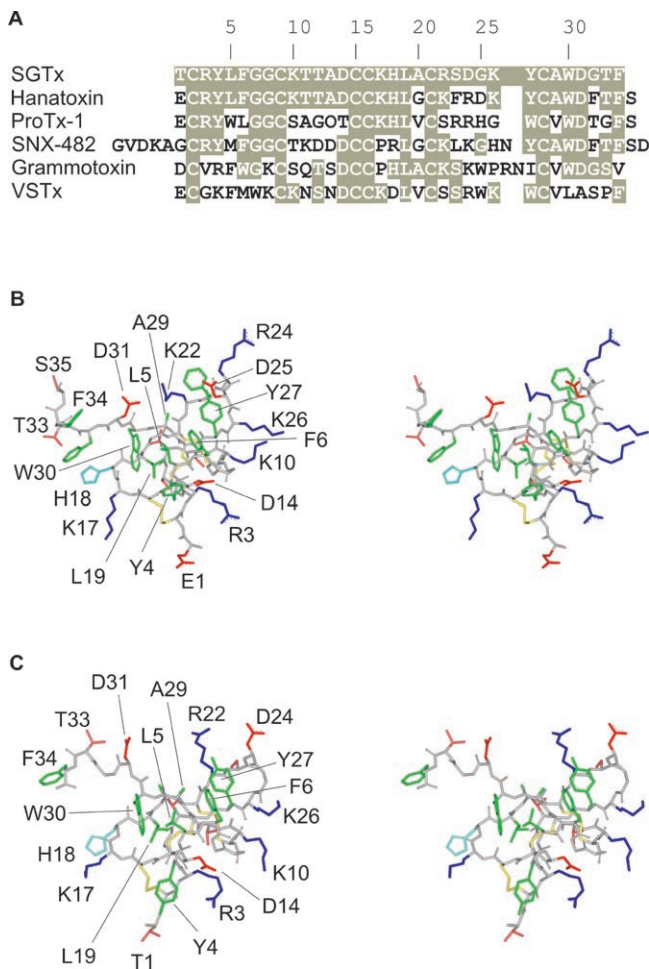 A
5 10 15 20 25 30
SGTx TCRYLFGGCKTTADCCKHLACRSDGK YCAWDGTF
Hanatoxin ECRYLFGGCKTTADCCKHLGCKFRDK YCAWDFTFS
ProTx-1 ECRYWLGGCSAGOTCCKHLVCSRRHG WCVWDGTFS
SNX-482 GVDKAGCRYMFGGCTKDDDCCPRLGCKLKGHN YCAWDFTFSD
Grammotoxin DCVRFWGKCSQTSDCCPHLACKSKWPRNICVWDGSV
VSTx ECGKFMWKCKNSNDCCKDLVCSSRWK WCVLASPF
B
A29
R24
D31
K22
S35
D25
L5
F34
Y27
T33
K26
F6
W30
K10
H18
D14
K17
R3
L19
Y4
E1
C
D31
A29
R22
D24
T33
L5
F34
Y27
F6
W30
K26
H18
K10
K17
R3
D14
L19
Y4
T1